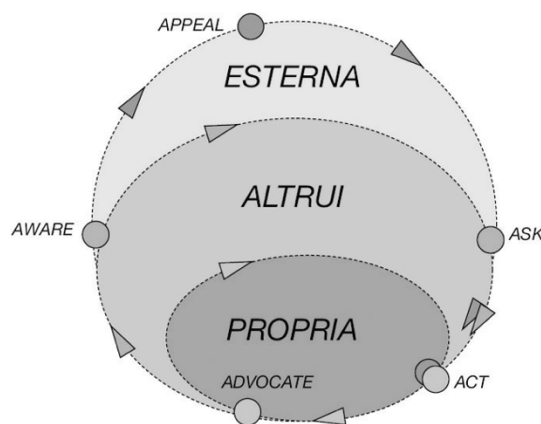 APPEAL
ESTERNA
ALTRUI
AWARE
ASK
PROPRIA
ADVOCATE
ACT